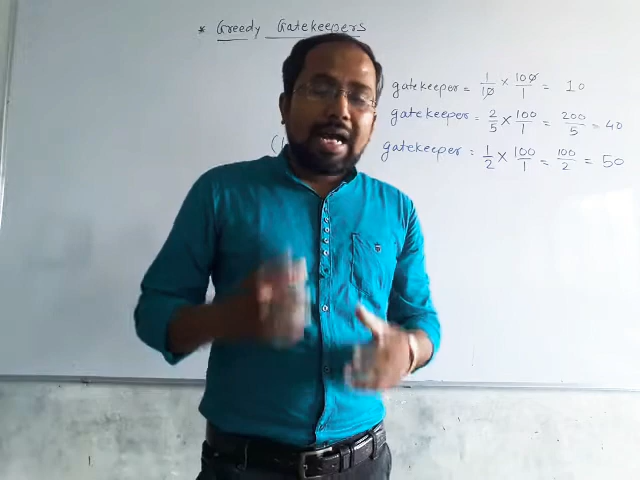 * Greedy Gatekeepers
gatekeeper = 1/10 × 100/1 = 10
gatekeeper = 2/5 × 100/1 = 200/5 = 40
gatekeeper = 1/2 × 100/1 = 100/2 = 50